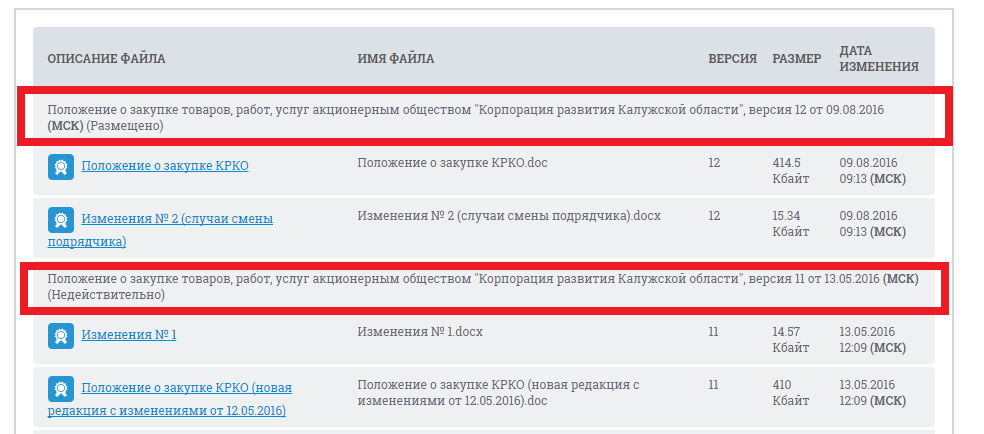 ОПИСАНИЕ ФАЙЛА ИМЯ ФАЙЛА ВЕРСИЯ РАЗМЕР ДАТА ИЗМЕНЕНИЯ
Положение о закупке товаров, работ, услуг акционерным обществом "Корпорация развития Калужской области", версия 12 от 09.08.2016
(МСК) (Размещено)
Положение о закупке КРКО Положение о закупке КРКО.doc 12 414.5 09.08.2016
Кбайт 09:13 (МСК)
Изменения № 2 (случаи смены Изменения № 2 (случаи смены подрядчика).docx 12 15.34 09.08.2016
подрядчика) Кбайт 09:13 (МСК)
Положение о закупке товаров, работ, услуг акционерным обществом "Корпорация развития Калужской области", версия 11 от 13.05.2016 (МСК)
(Недействительно)
Изменения № 1 Изменения № 1.docx 11 14.57 13.05.2016
Кбайт 12:09 (МСК)
Положение о закупке КРКО (новая Положение о закупке КРКО (новая редакция с 11 410 13.05.2016
редакция с изменениями от 12.05.2016) изменениями от 12.05.2016).doc Кбайт 12:09 (МСК)